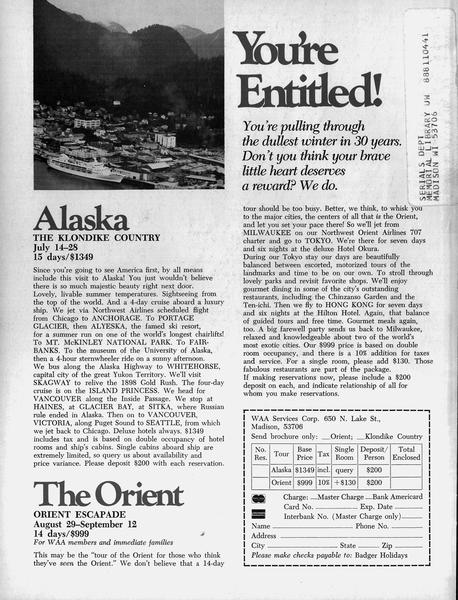 You're
Entitled!
You're pulling through
the dullest winter in 30 years.
Don't you think your brave
little heart deserves
a reward? We do.
SERIALS DEPT
MEMORIAL LIBRARY UW 888110441
MADISON WI 53706
Alaska
THE KLONDIKE COUNTRY
July 14-28
15 days/$1349
Since you're going to see America first, by all means
include this visit to Alaska! You just wouldn't believe
there is so much majestic beauty right next door.
Lovely, livable summer temperatures. Sightseeing from
the top of the world. And a 4-day cruise aboard a luxury
ship. We jet via Northwest Airlines scheduled flight
from Chicago to ANCHORAGE. To PORTAGE
GLACIER, then ALYESKA, the famed ski resort,
for a summer run on one of the world's longest chairlifts!
To MT. McKINLEY NATIONAL PARK. To FAIR-
BANKS. To the museum of the University of Alaska,
then a 4-hour sternwheeler ride on a sunny afternoon.
We bus along the Alaska Highway to WHITEHORSE,
capital city of the great Yukon Territory. We'll visit
SKAGWAY to relive the 1898 Gold Rush. The four-day
cruise is on the ISLAND PRINCESS. We head for
VANCOUVER along the Inside Passage. We stop at
HAINES, at GLACIER BAY, at SITKA, where Russian
rule ended in Alaska. Then on to VANCOUVER,
VICTORIA, along Puget Sound to SEATTLE, from which
we jet back to Chicago. Deluxe hotels always. $1349
includes tax and is based on double occupancy of hotel
rooms and ship's cabins. Single cabins aboard ship are
extremely limited, so query us about availability and
price variance. Please deposit $200 with each reservation.
The Orient
ORIENT ESCAPADE
August 29-September 12
14 days/$999
For WAA members and immediate families
This may be the "tour of the Orient for those who think
they've seen the Orient." We don't believe that a 14-day
tour should be too busy. Better, we think, to whisk you
to the major cities, the centers of all that is the Orient,
and let you set your pace there! So we'll jet from
MILWAUKEE on our Northwest Orient Airlines 707
charter and go to TOKYO. We're there for seven days
and six nights at the deluxe Hotel Okura.
During our Tokyo stay our days are beautifully
balanced between escorted, motorized tours of the
landmarks and time to be on our own. To stroll through
lovely parks and revisit favorite shops. We'll enjoy
gourmet dining in some of the city's outstanding
restaurants, including the Chinzanso Garden and the
Ten-ichi. Then we fly to HONG KONG for seven days
and six nights at the Hilton Hotel. Again, that balance
of guided tours and free time. Gourmet meals again,
too. A big farewell party sends us back to Milwaukee,
relaxed and knowledgeable about two of the world's
most exotic cities. Our $999 price is based on double
room occupancy, and there is a 10% addition for taxes
and service. For a single room, please add $130. Those
fabulous restaurants are part of the package.
If making reservations now, please include a $200
deposit on each, and indicate relationship of all for
whom you make reservations.
WAA Services Corp. 650 N. Lake St.,
Madison, 53706
Send brochure only: __Orient; __Klondike Country
No. Res. Tour Base Price Tax Single Room Deposit/ Person Total Enclosed
Alaska $1349 incl. query $200
Orient $999 10% +$130 $200
Charge: __Master Charge __Bank Americard
Card No. ____ Exp. Date ____
Interbank No. (Master Charge only) ____
Name ____ Phone No. ____
Address ____
City ____ State ____ Zip ____
Please make checks payable to: Badger Holidays